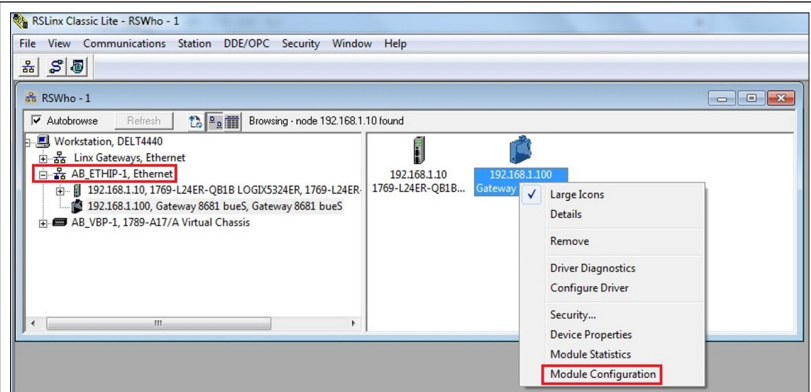 RSLinx Classic Lite - RSWho - 1
File View Communications Station DDE/OPC Security Window Help
RSWho - 1
Autobrowse Refresh Browsing - node 192.168.1.10 found
Workstation, DELT4440
Linx Gateways, Ethernet
AB_ETHIP-1, Ethernet
192.168.1.10, 1769-L24ER-QB1B LOGIX5324ER, 1769-L24ER-
192.168.1.100, Gateway 8681 bueS, Gateway 8681 bueS
AB_VBP-1, 1789-A17/A Virtual Chassis
192.168.1.10
1769-L24ER-QB1B...
192.168.1.100
Gateway
Large Icons
Details
Remove
Driver Diagnostics
Configure Driver
Security...
Device Properties
Module Statistics
Module Configuration